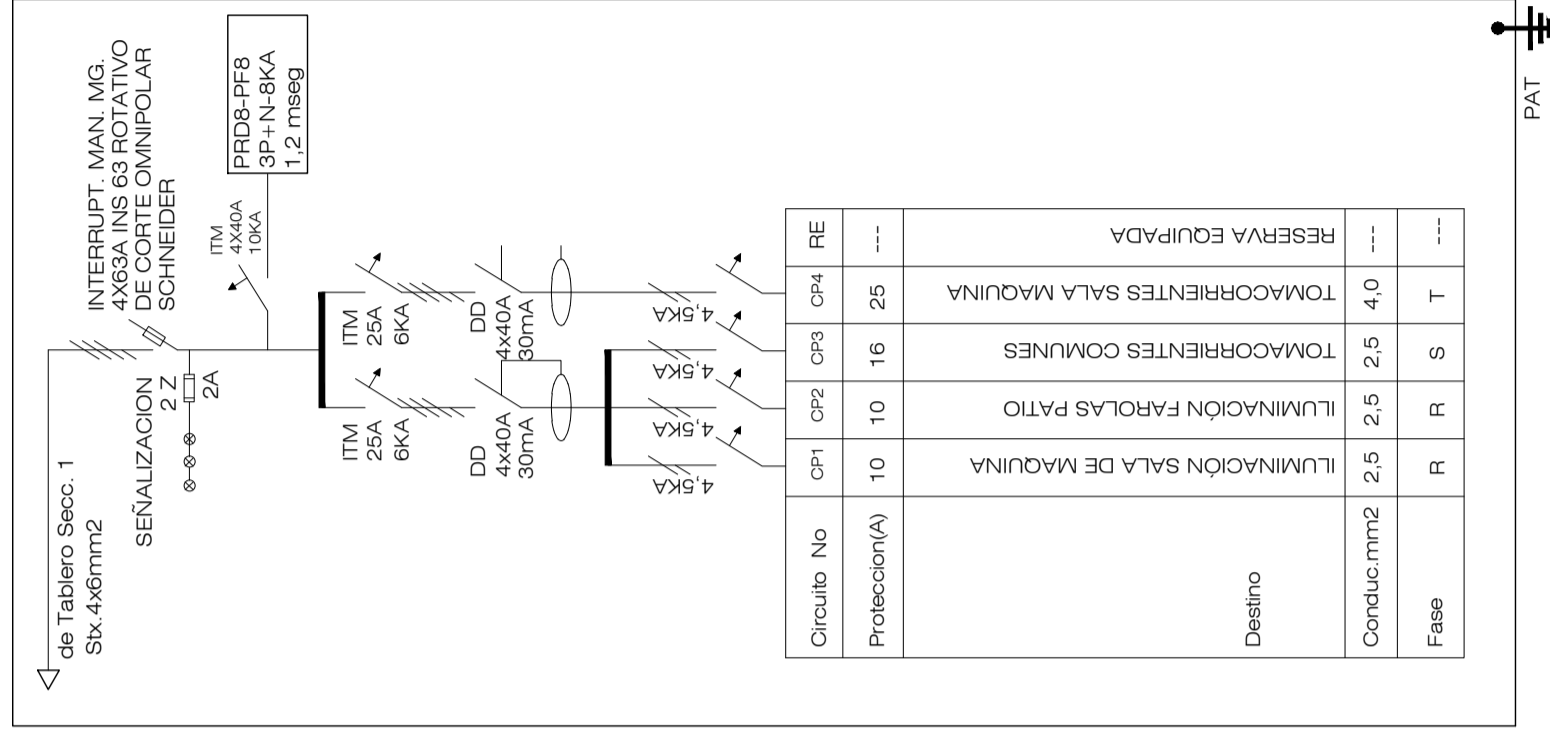 de Tablero Secc. 1
Stx.4x6mm2
SEÑALIZACION
2 Z
2A
INTERRUPT. MAN. MG.
4X63A INS 63 ROTATIVO
DE CORTE OMNIPOLAR
SCHNEIDER
ITM
4X40A
10KA
PRD8-PF8
3P+N-8KA
1,2 mseg
ITM
25A
6KA
ITM
25A
6KA
DD
4x40A
30mA
DD
4x40A
30mA
4,5KA
4,5KA
4,5KA
4,5KA
Circuito No CP1 CP2 CP3 CP4 RE
Proteccion(A) 10 10 16 25 ---
Destino
ILUMINACIÓN SALA DE MAQUINA
ILUMINACIÓN FAROLAS PATIO
TOMACORRIENTES COMUNES
TOMACORRIENTES SALA MAQUINA
RESERVA EQUIPADA
Conduc.mm2 2,5 2,5 2,5 4,0 ---
Fase R R S T ---
PAT